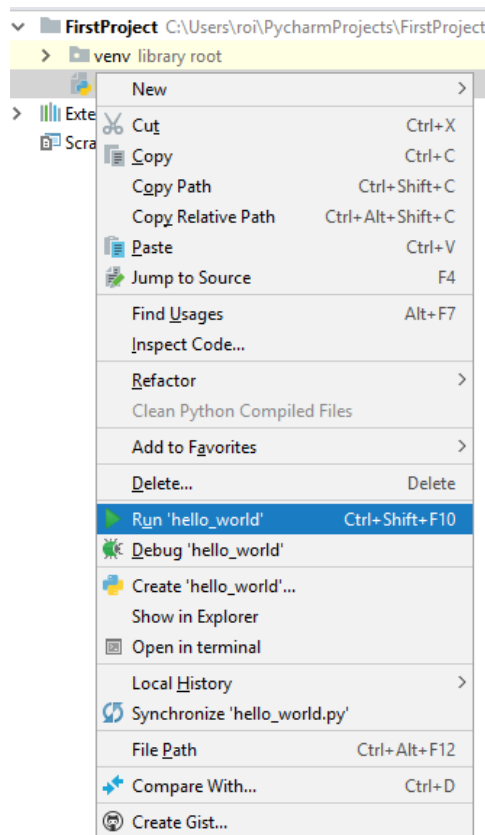 FirstProject C:\Users\roi\PycharmProjects\FirstProject
venv library root
Exte
Scra
New
Cut Ctrl+X
Copy Ctrl+C
Copy Path Ctrl+Shift+C
Copy Relative Path Ctrl+Alt+Shift+C
Paste Ctrl+V
Jump to Source F4
Find Usages Alt+F7
Inspect Code...
Refactor
Clean Python Compiled Files
Add to Favorites
Delete... Delete
Run 'hello_world' Ctrl+Shift+F10
Debug 'hello_world'
Create 'hello_world'...
Show in Explorer
Open in terminal
Local History
Synchronize 'hello_world.py'
File Path Ctrl+Alt+F12
Compare With... Ctrl+D
Create Gist...